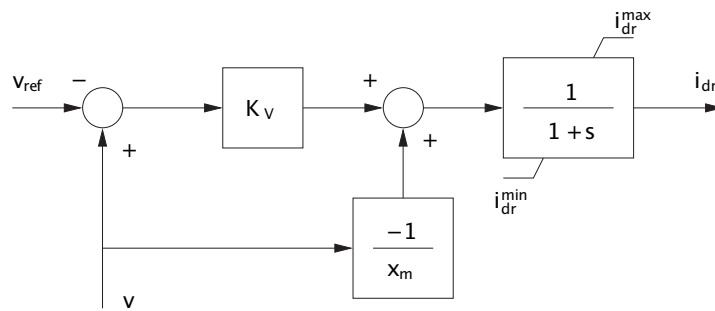 i_dr^max
v_ref
−
K_V
+
1
1 + s
i_dr
+
+
i_dr^min
−1
x_m
v